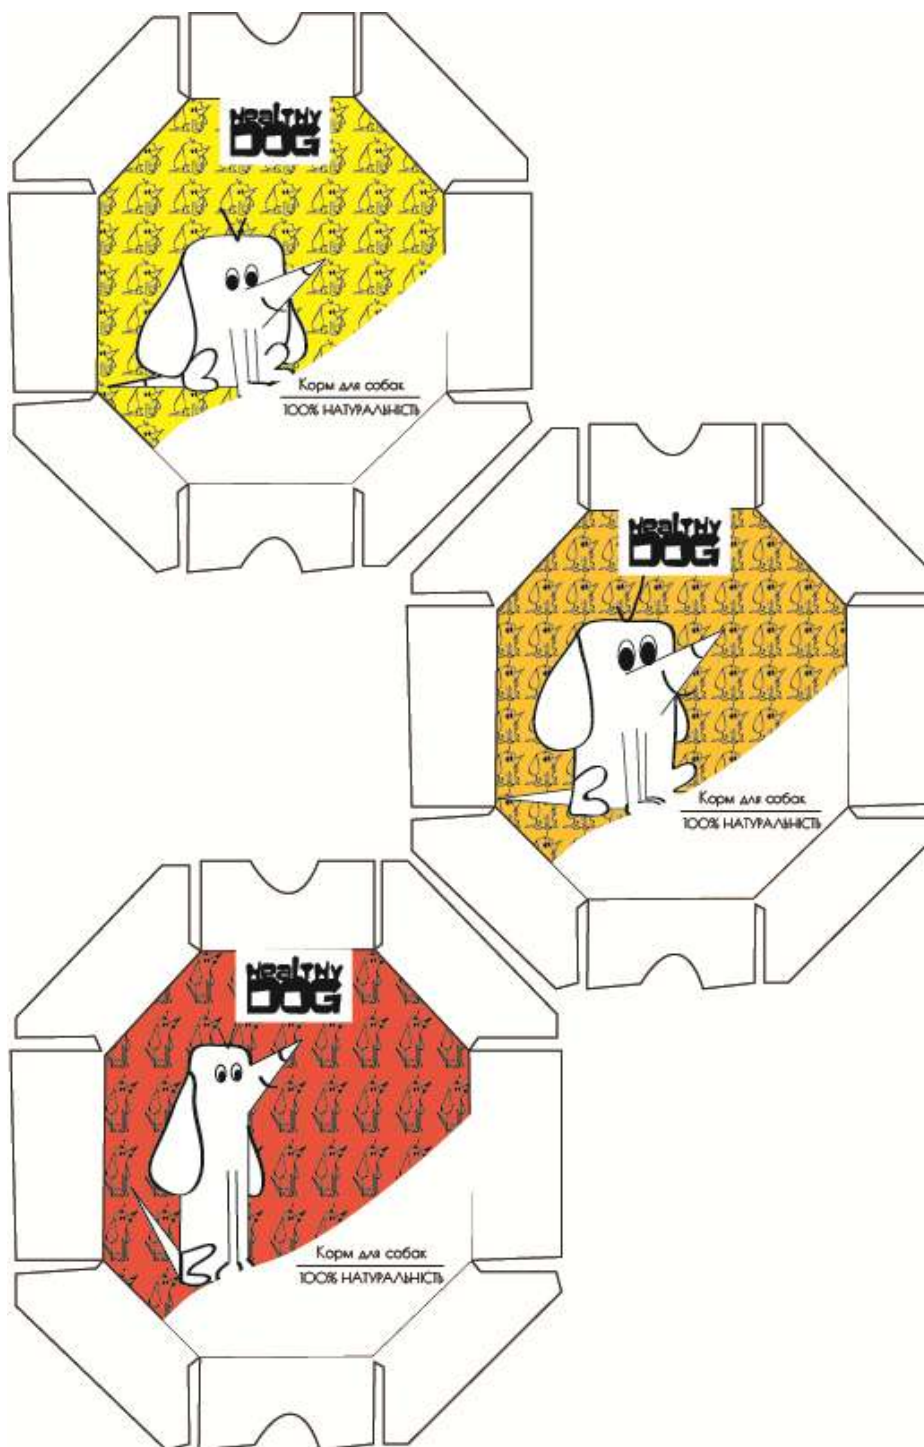 HealTHy
DOG
Корм для собак
100% НАТУРАЛЬНІСТЬ
HealTHy
DOG
Корм для собак
100% НАТУРАЛЬНІСТЬ
HealTHy
DOG
Корм для собак
100% НАТУРАЛЬНІСТЬ